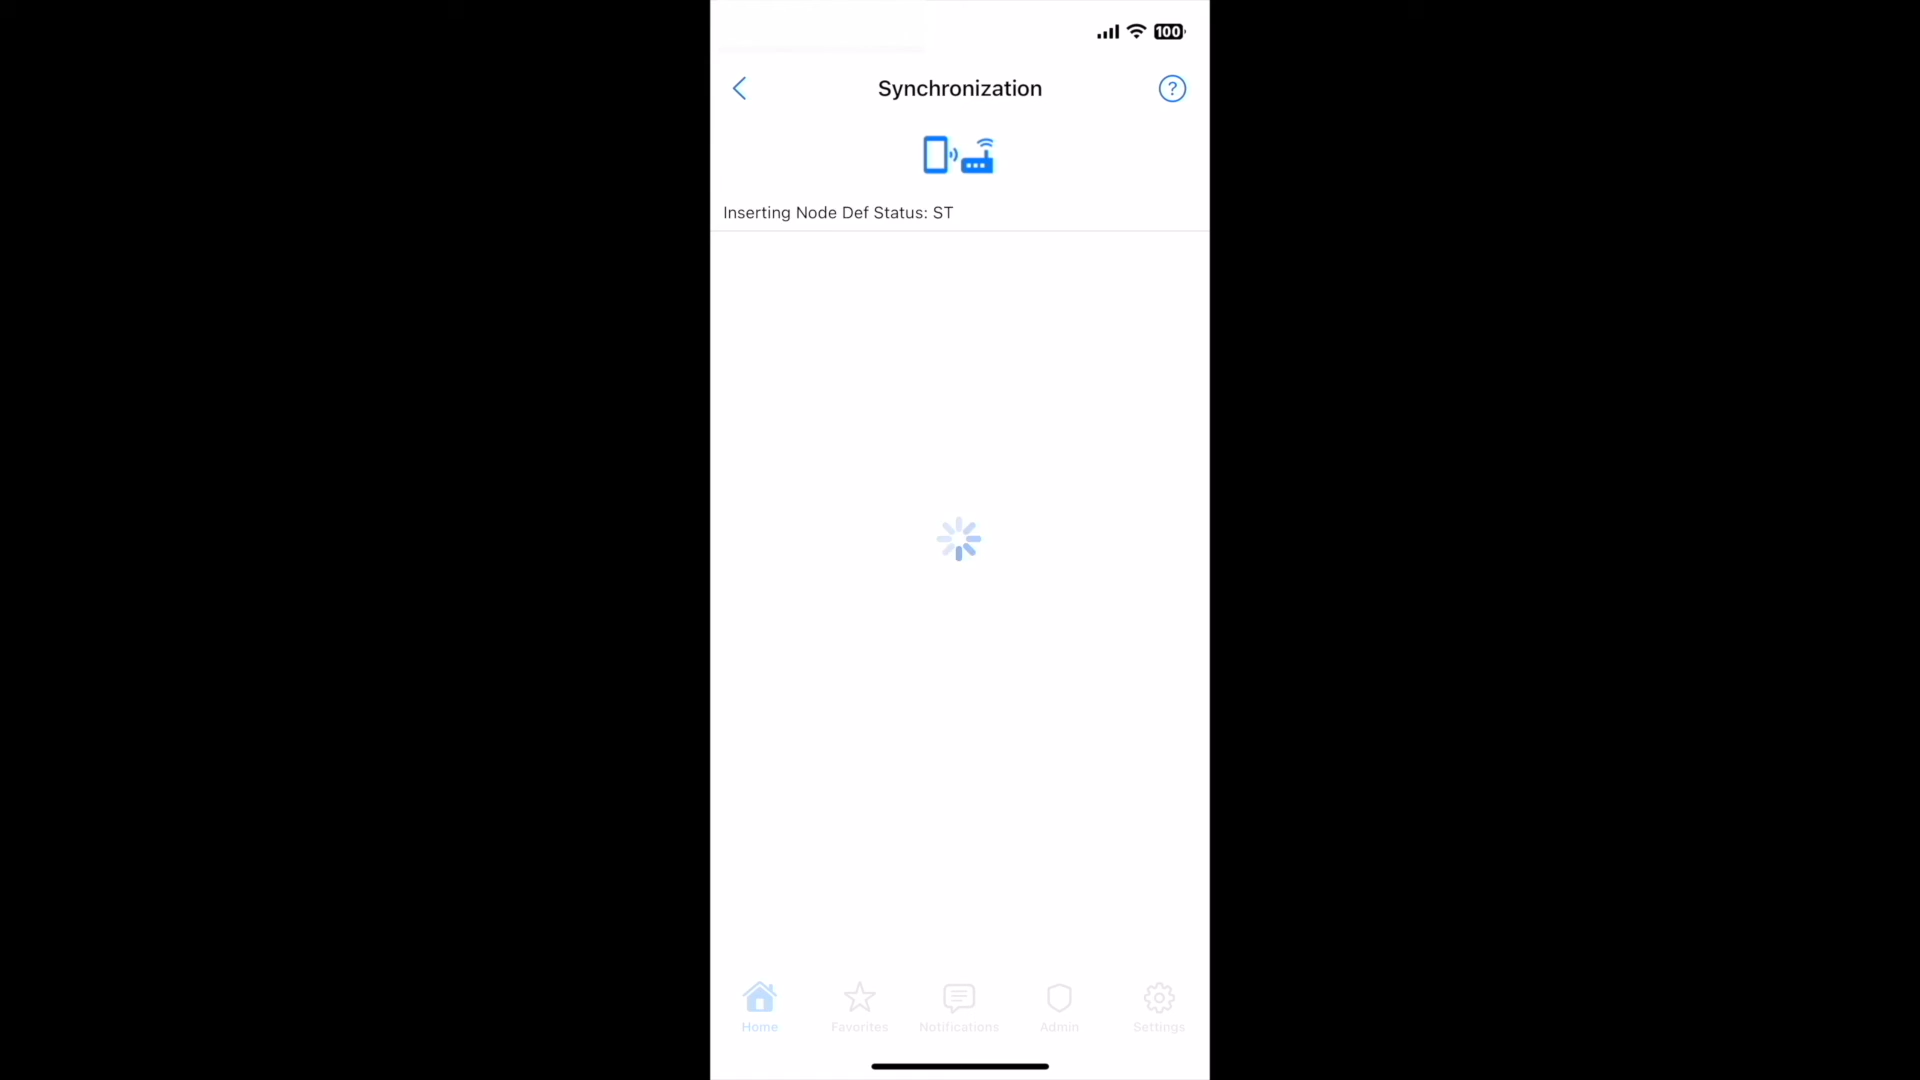 100
Synchronization
?
Inserting Node Def Status: ST
Home
Favorites
Notifications
Admin
Settings